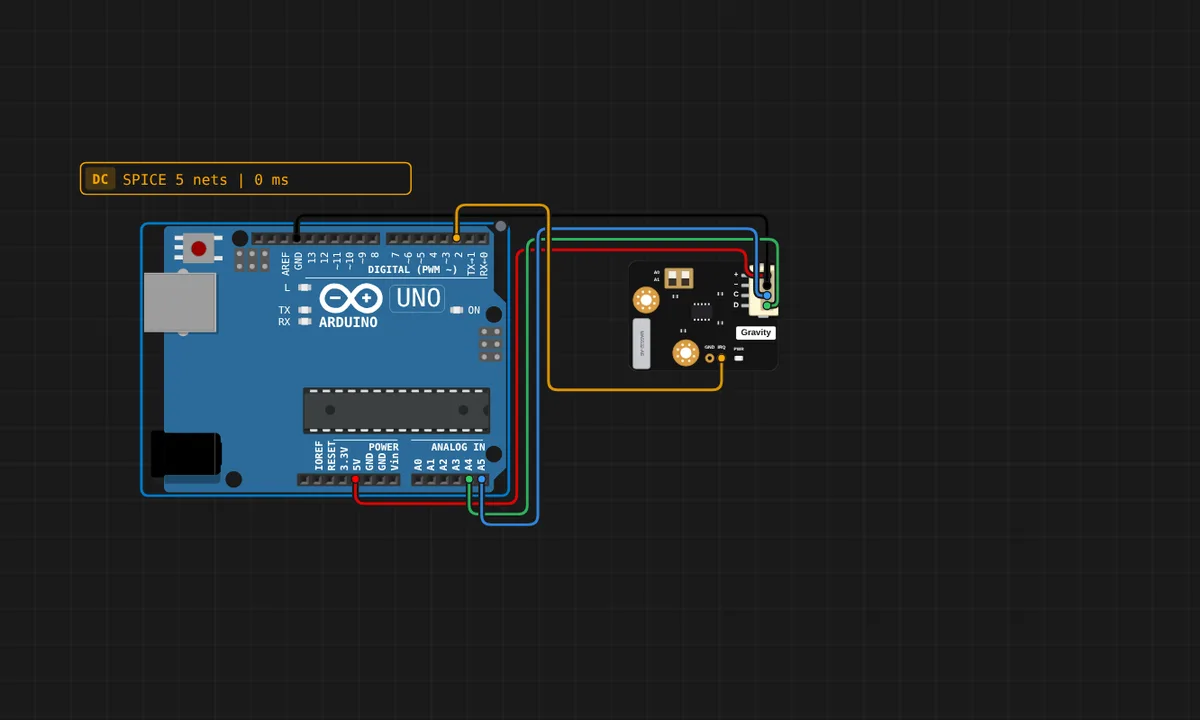 DC SPICE 5 nets | 0 ms
AREF
GND
13
12
~11
~10
~9
8
7
~6
~5
4
~3
2
TX→1
RX←0
DIGITAL (PWM ~)
L
TX
RX
UNO
ARDUINO
ON
IOREF
RESET
3.3V
5V
GND
GND
Vin
POWER
ANALOG IN
A0
A1
A2
A3
A4
A5
A0
A1
+
−
C
D
Gravity
GND
IRQ
PWR